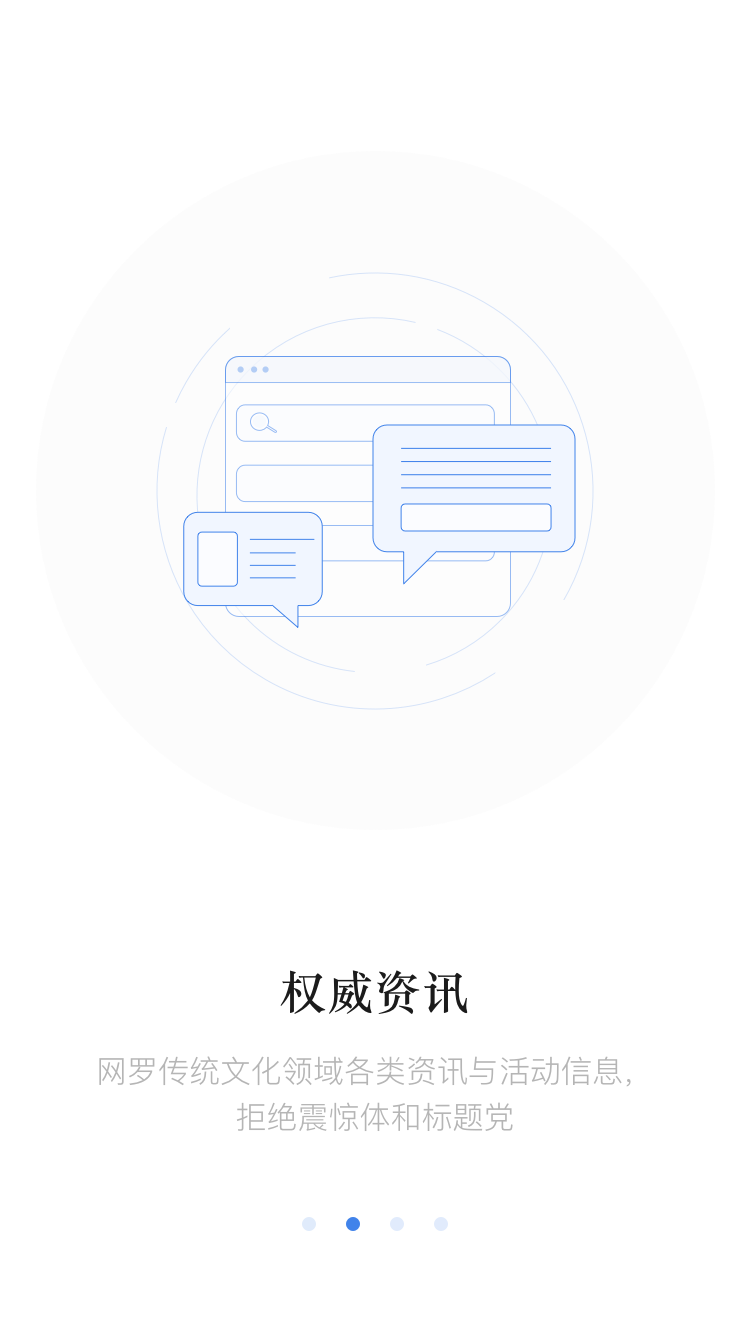 权威资讯
网罗传统文化领域各类资讯与活动信息，
拒绝震惊体和标题党